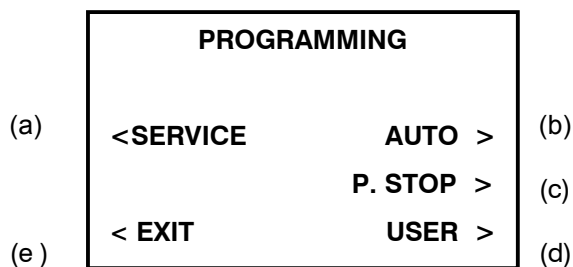 PROGRAMMING
(a) <SERVICE AUTO > (b)
P. STOP > (c)
(e ) < EXIT USER > (d)